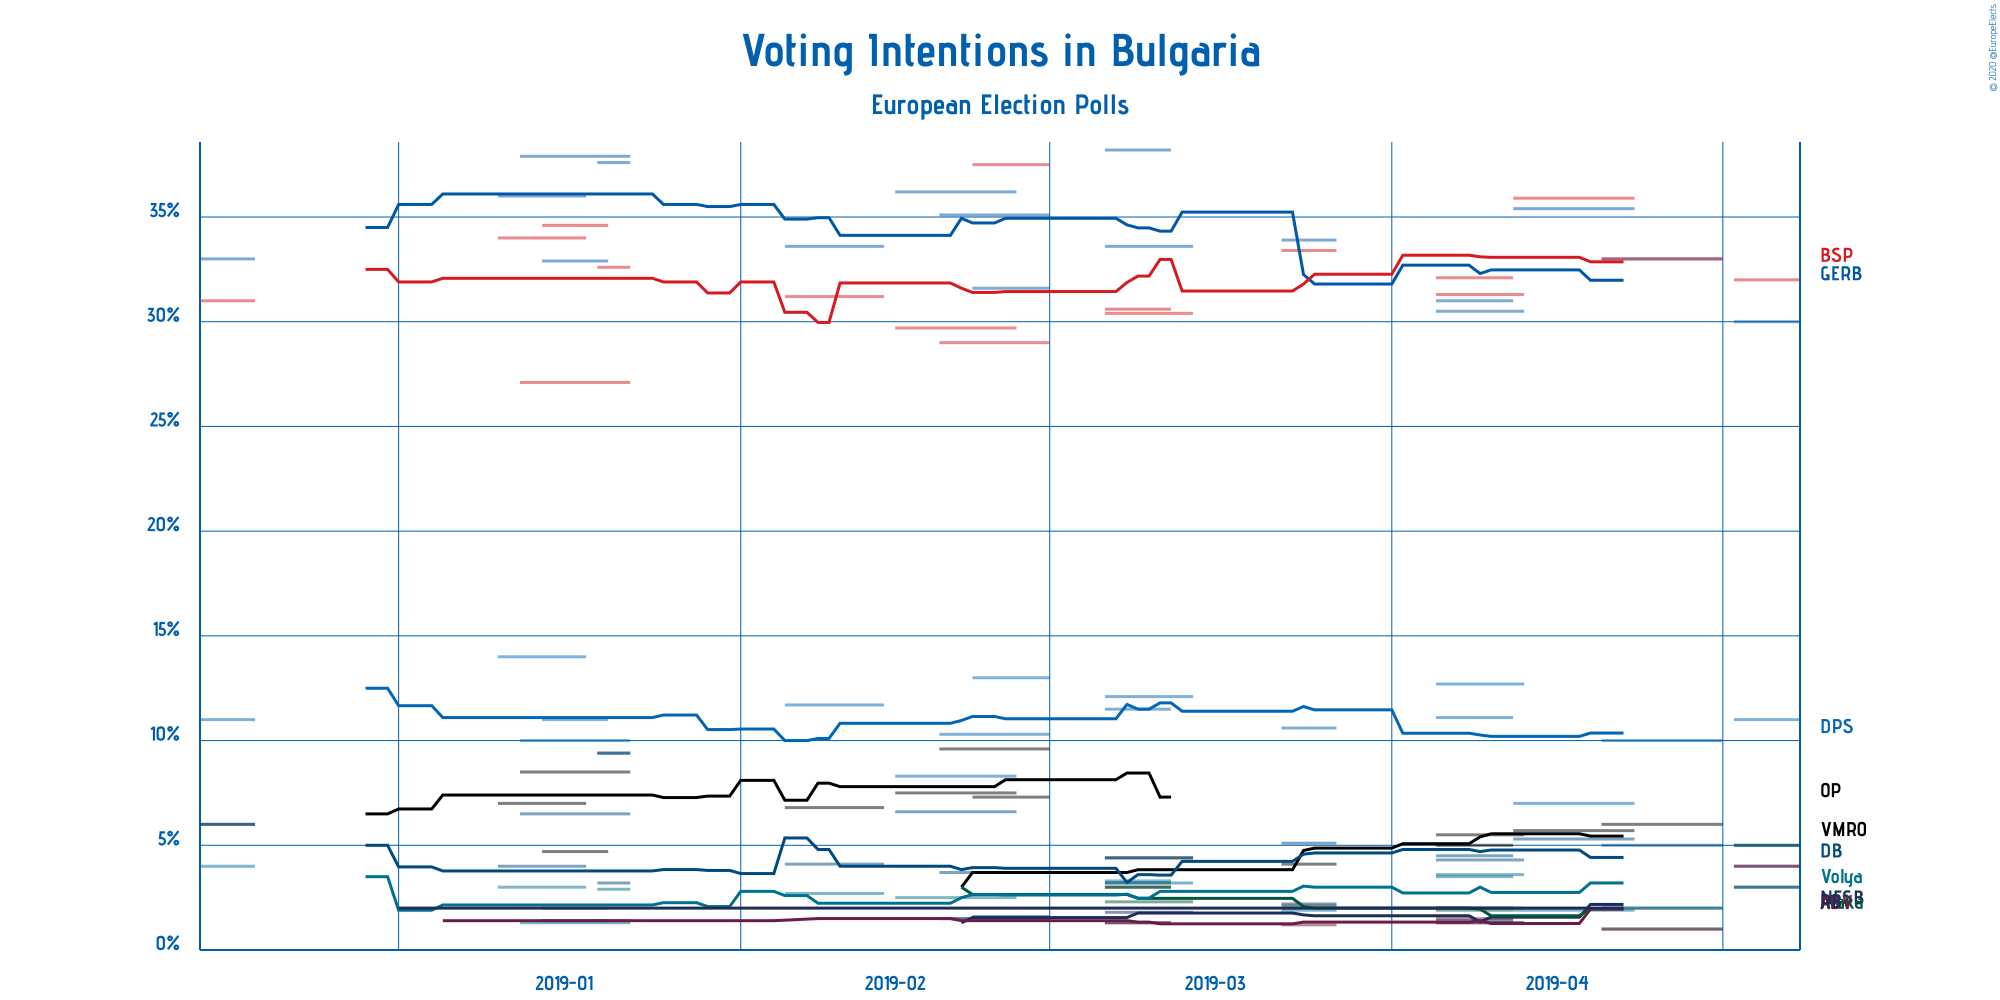 Voting Intentions in Bulgaria
European Election Polls
© 2020 @EuropeElects
35%
30%
25%
20%
15%
10%
5%
0%
BSP
GERB
DPS
OP
VMRO
DB
Volya
2019-01
2019-02
2019-03
2019-04